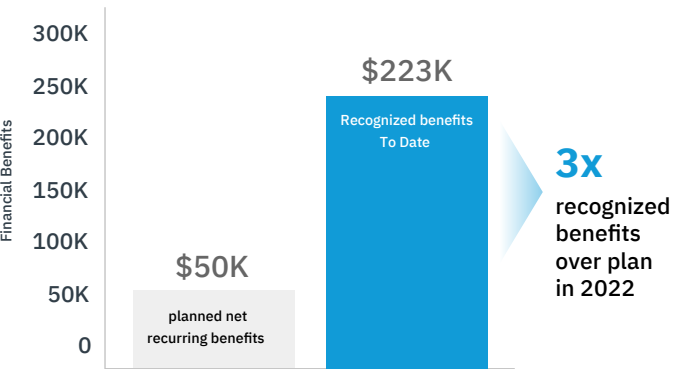 Financial Benefits
300K
250K
200K
150K
100K
50K
0
$50K
planned net
recurring benefits
$223K
Recognized benefits
To Date
3x
recognized
benefits
over plan
in 2022